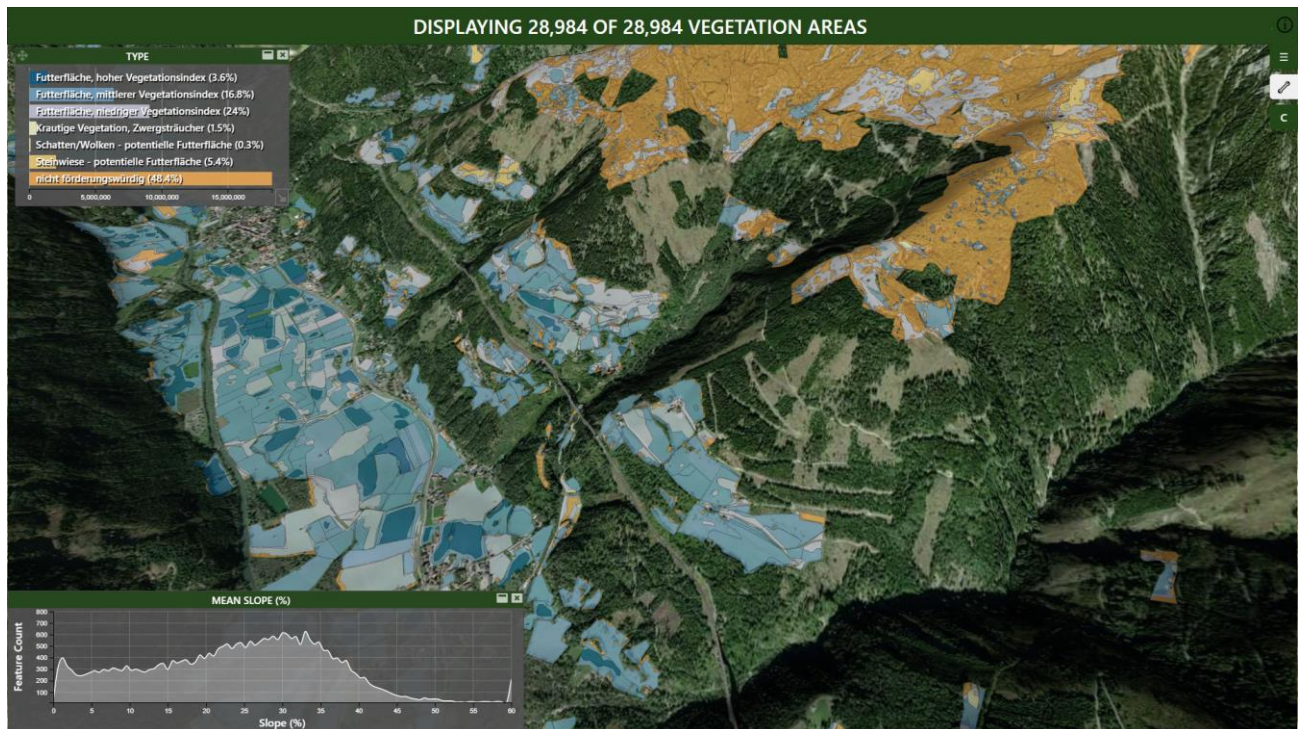 DISPLAYING 28,984 OF 28,984 VEGETATION AREAS
TYPE
Futterfläche, hoher Vegetationsindex (3.6%)
Futterfläche, mittlerer Vegetationsindex (16.8%)
Futterfläche, niedriger Vegetationsindex (24%)
Krautige Vegetation, Zwergsträucher (1.5%)
Schatten/Wolken - potentielle Futterfläche (0.3%)
Steinwiese - potentielle Futterfläche (5.4%)
nicht förderungswürdig (48.4%)
0 5,000,000 10,000,000 15,000,000
C
MEAN SLOPE (%)
Feature Count
800
700
600
500
400
300
200
100
0 5 10 15 20 25 30 35 40 45 50 55 60
Slope (%)